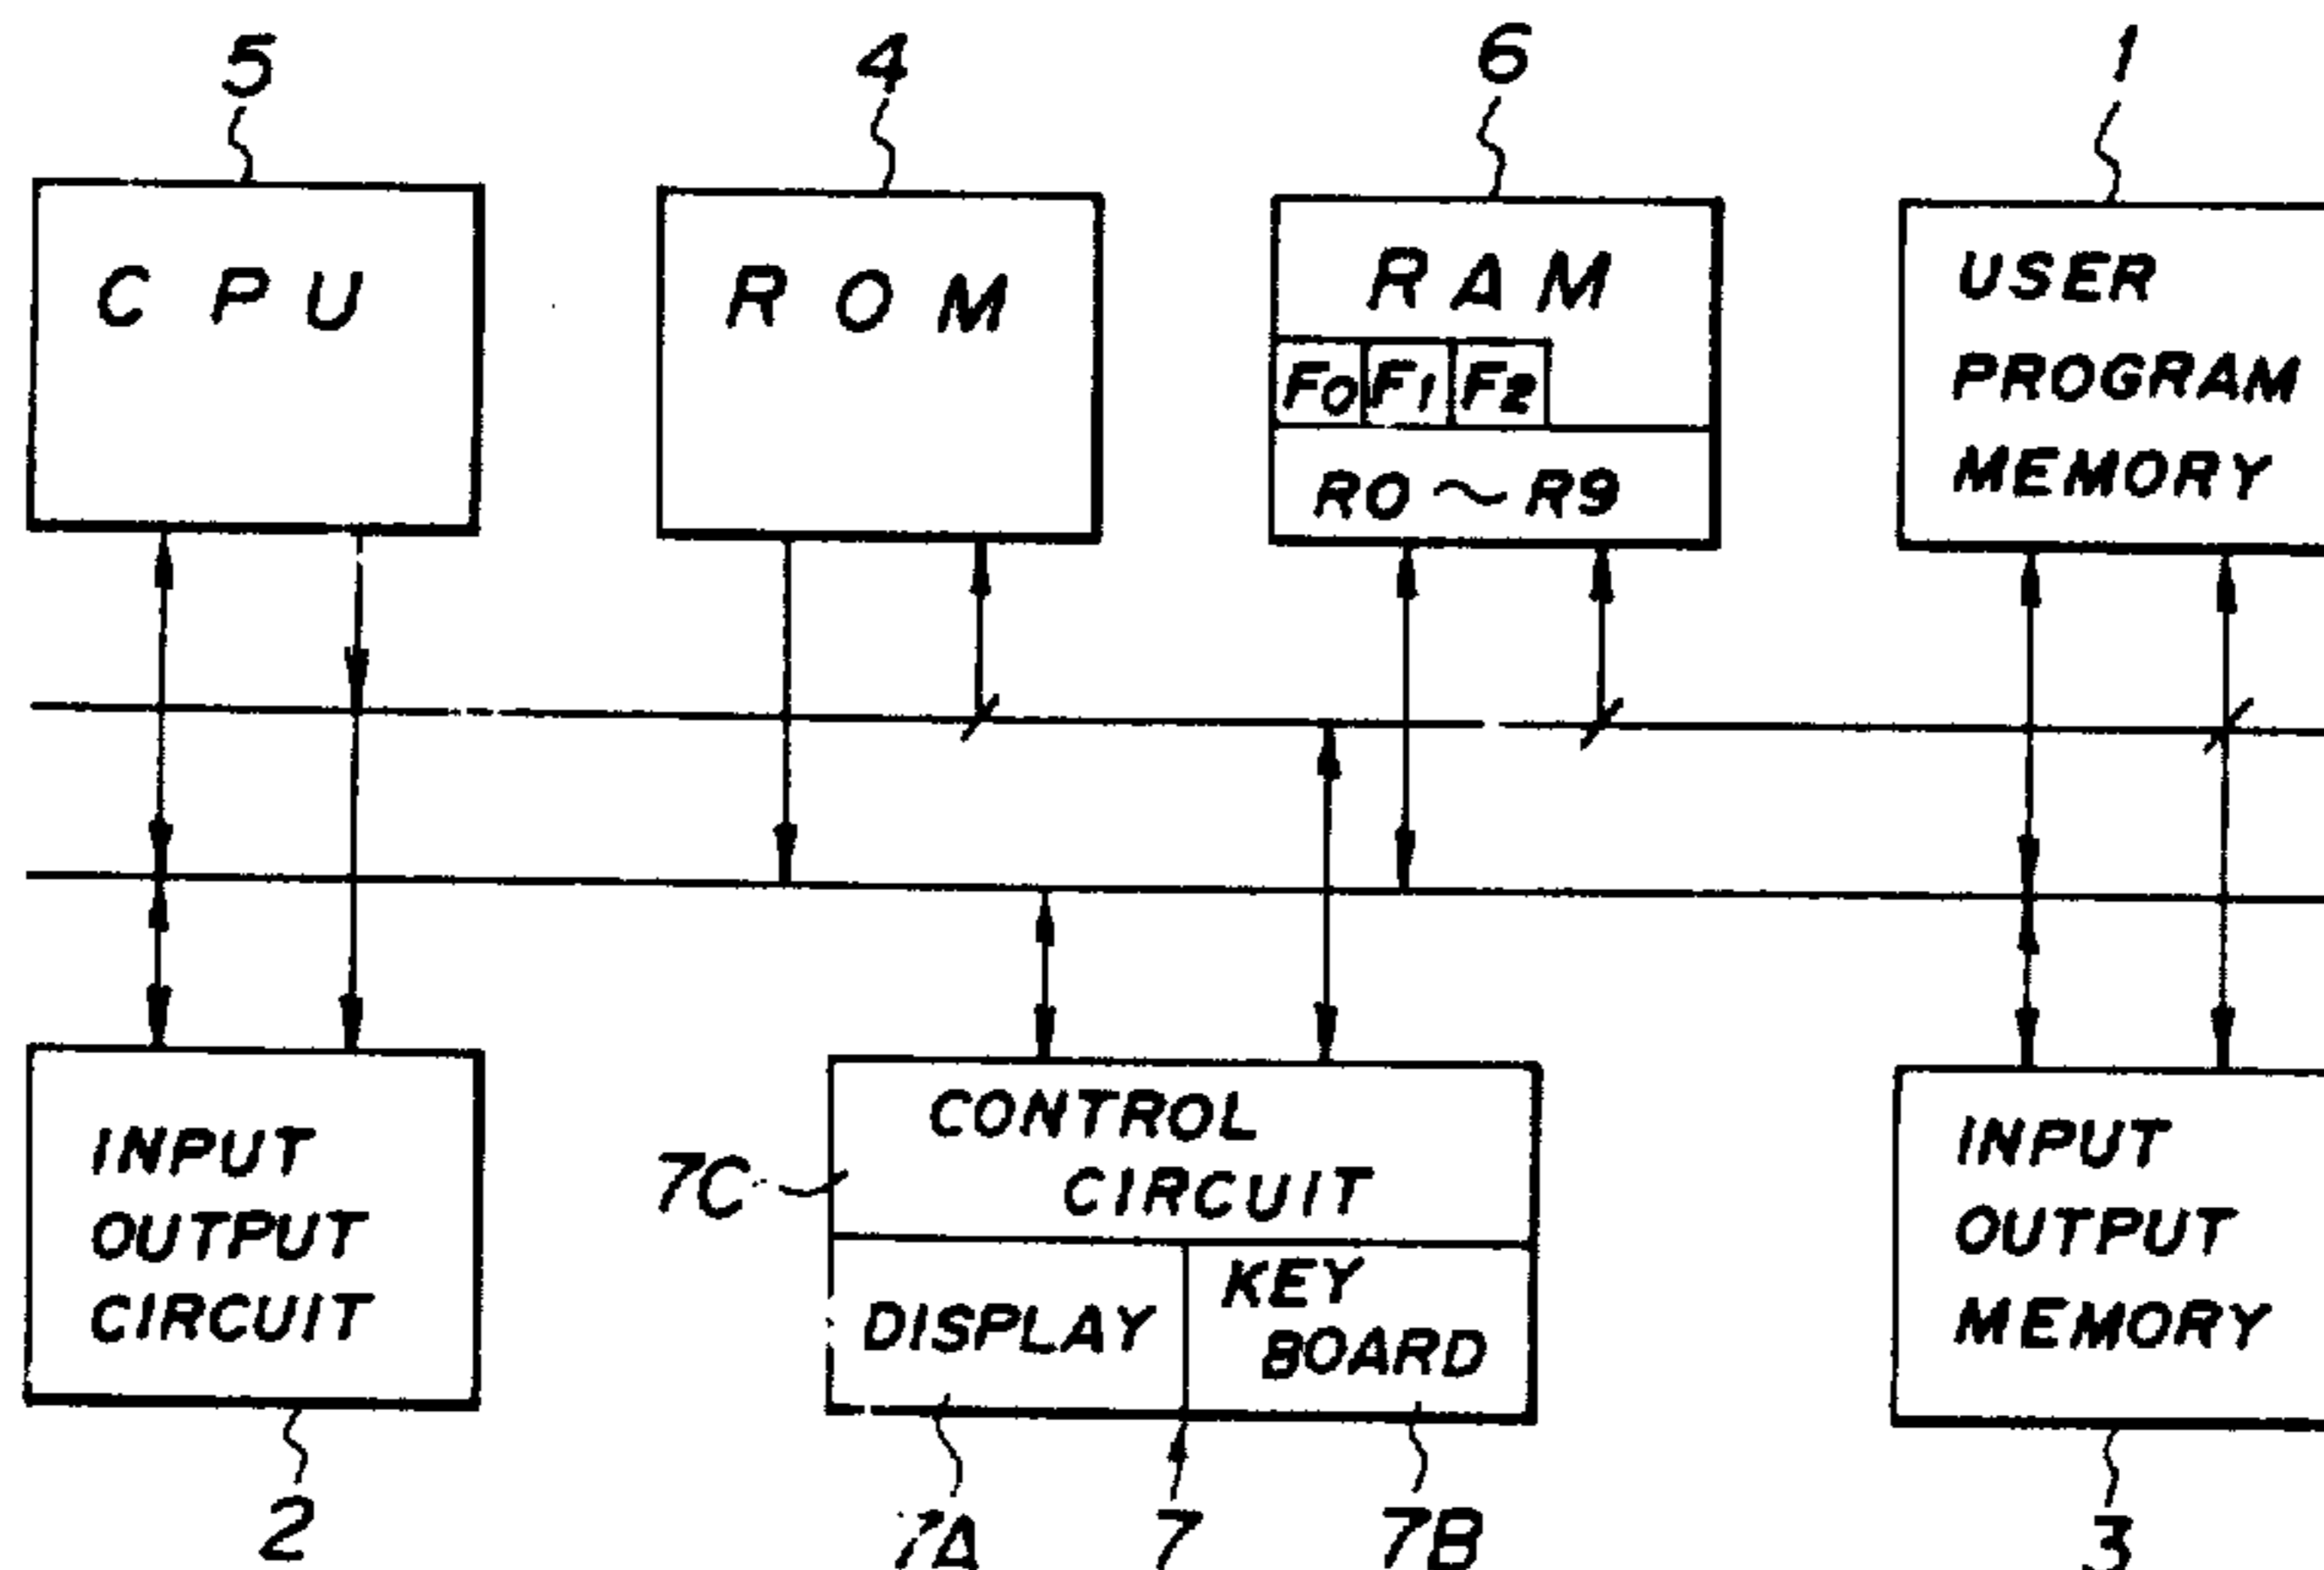 5
4
6
1
C P U
R O M
R A M
F0 F1 F2
R0 ~ R9
USER
PROGRAM
MEMORY
INPUT
OUTPUT
CIRCUIT
7C
CONTROL
CIRCUIT
DISPLAY
KEY
BOARD
INPUT
OUTPUT
MEMORY
2
7A
7
7B
3